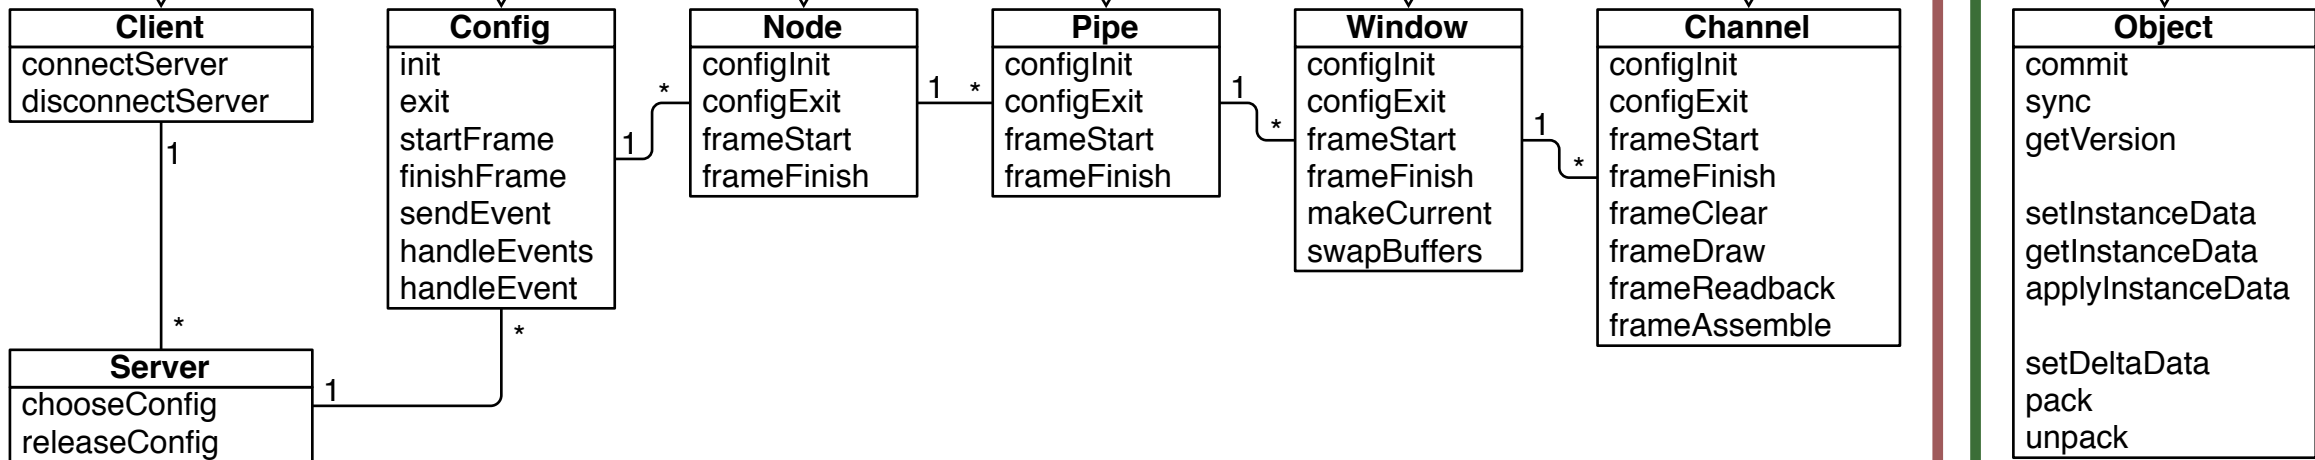 Client
connectServer
disconnectServer
1
*
Server
chooseConfig
releaseConfig
1
*
Config
init
exit
startFrame
finishFrame
sendEvent
handleEvents
handleEvent
1
*
Node
configInit
configExit
frameStart
frameFinish
1
*
Pipe
configInit
configExit
frameStart
frameFinish
1
*
Window
configInit
configExit
frameStart
frameFinish
makeCurrent
swapBuffers
1
*
Channel
configInit
configExit
frameStart
frameFinish
frameClear
frameDraw
frameReadback
frameAssemble
Object
commit
sync
getVersion
setInstanceData
getInstanceData
applyInstanceData
setDeltaData
pack
unpack